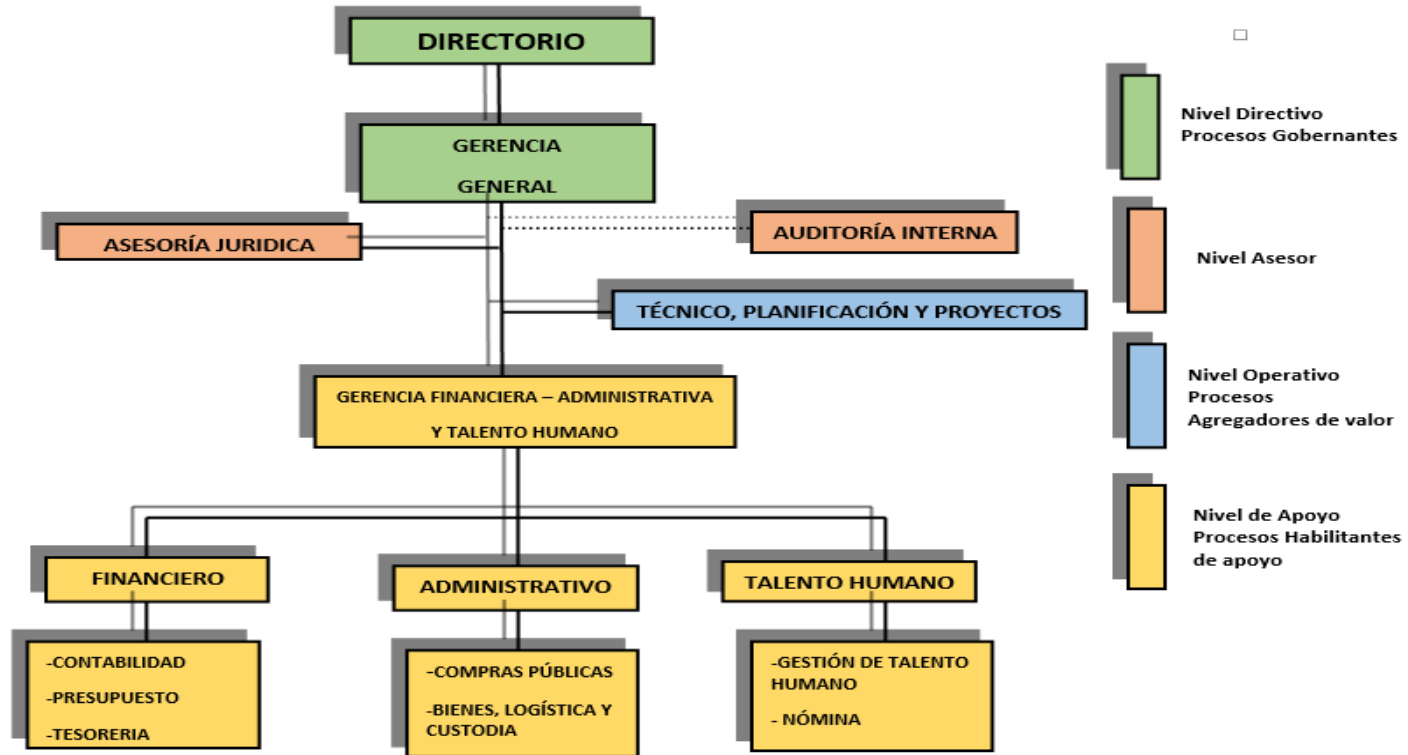 DIRECTORIO
GERENCIA
GENERAL
ASESORÍA JURIDICA
AUDITORÍA INTERNA
TÉCNICO, PLANIFICACIÓN Y PROYECTOS
GERENCIA FINANCIERA – ADMINISTRATIVA
Y TALENTO HUMANO
FINANCIERO
ADMINISTRATIVO
TALENTO HUMANO
-CONTABILIDAD
-PRESUPUESTO
-TESORERIA
-COMPRAS PÚBLICAS
-BIENES, LOGÍSTICA Y
CUSTODIA
-GESTIÓN DE TALENTO
HUMANO
- NÓMINA
Nivel Directivo
Procesos Gobernantes
Nivel Asesor
Nivel Operativo
Procesos
Agregadores de valor
Nivel de Apoyo
Procesos Habilitantes
de apoyo